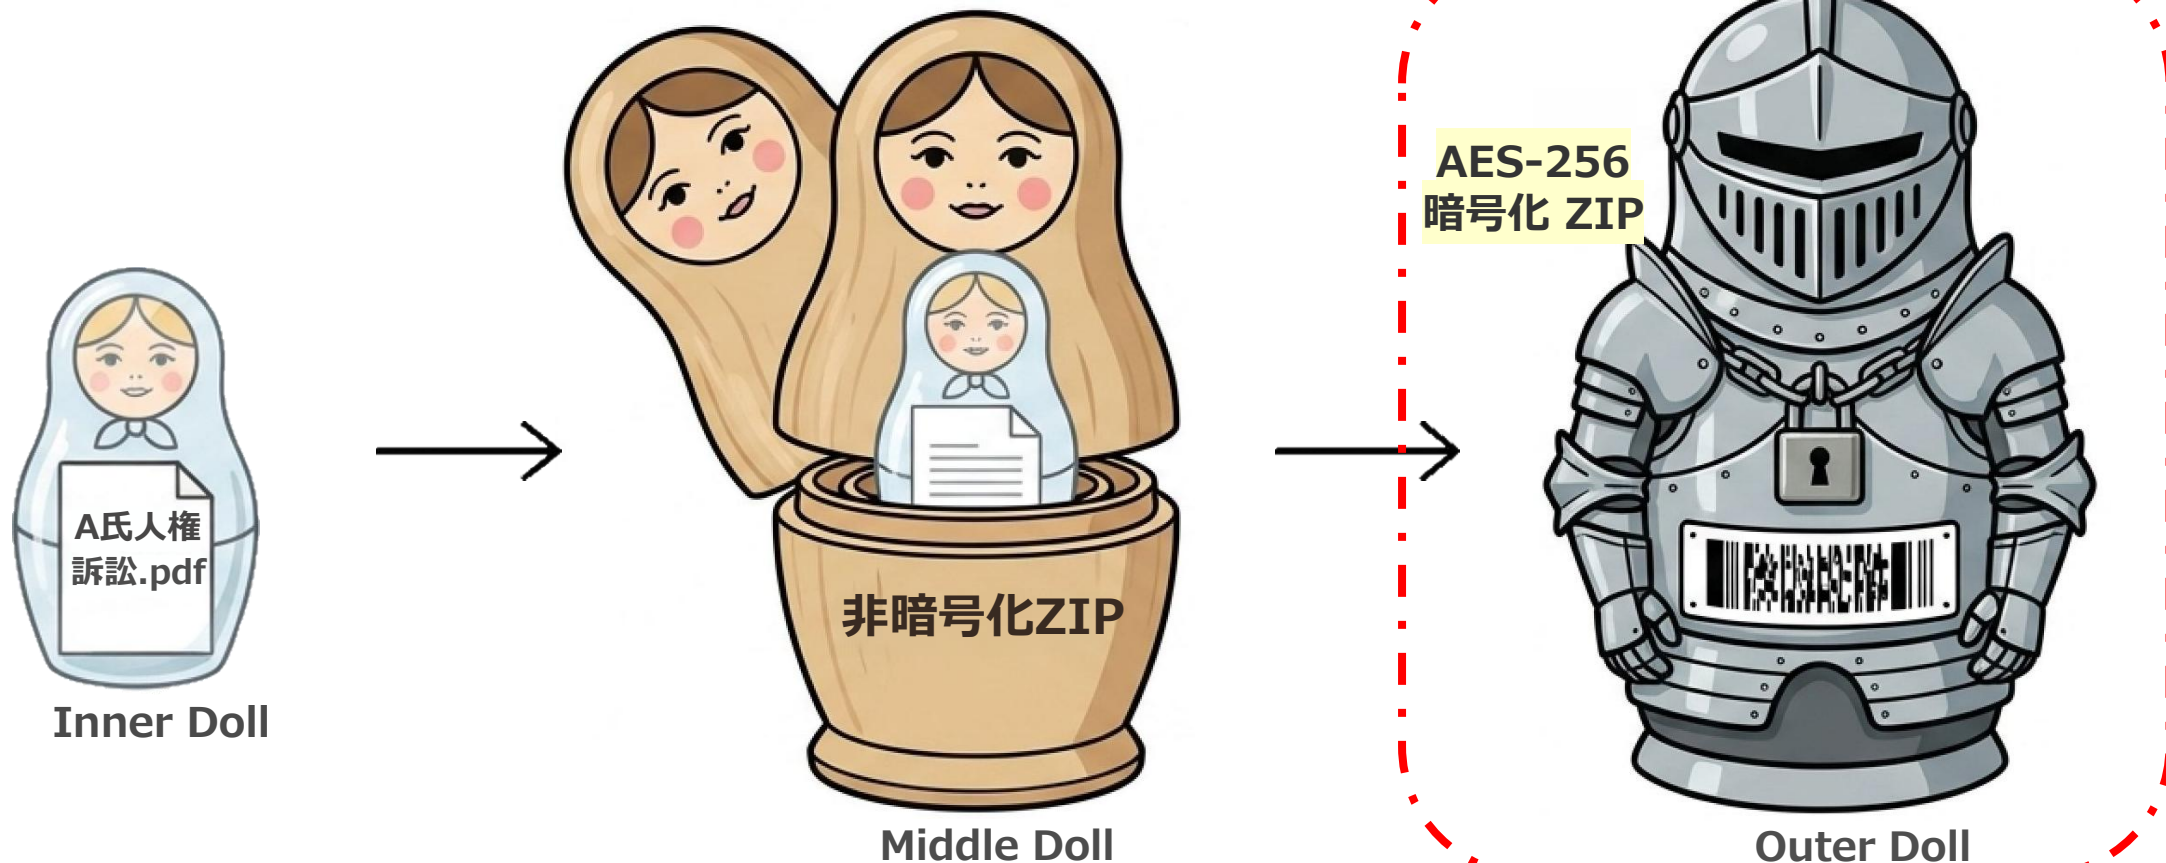 A氏人権
訴訟.pdf
Inner Doll
非暗号化ZIP
Middle Doll
AES-256
暗号化 ZIP
Outer Doll